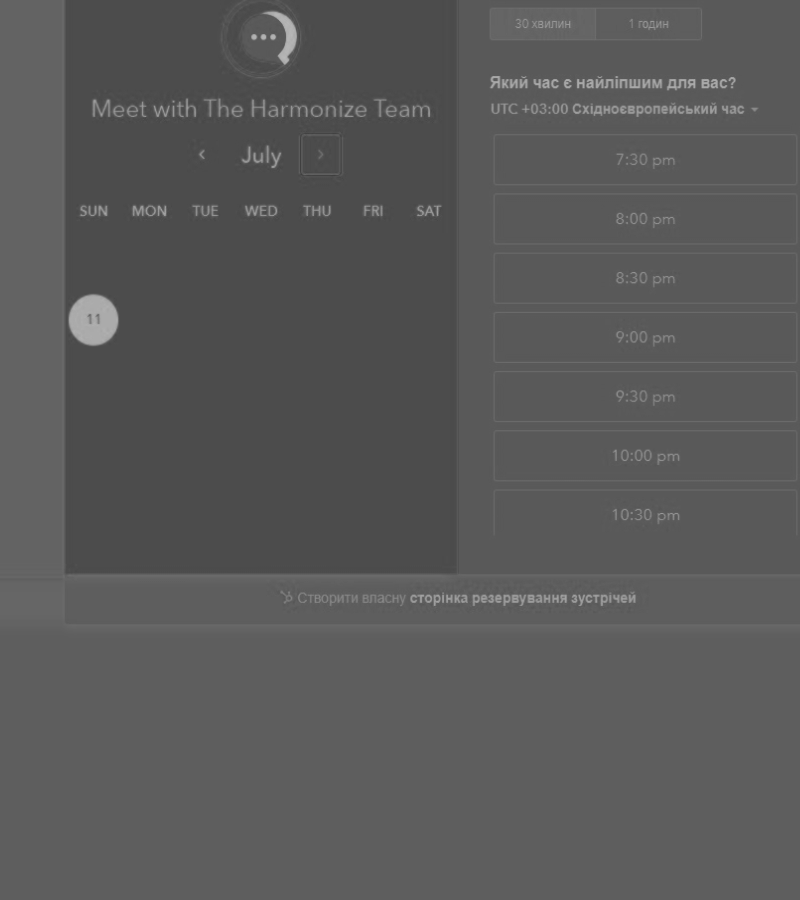 Meet with The Harmonize Team
July
SUN MON TUE WED THU FRI SAT
11
30 хвилин 1 годин
Який час є найліпшим для вас?
UTC +03:00 Східноєвропейський час
7:30 pm
8:00 pm
8:30 pm
9:00 pm
9:30 pm
10:00 pm
10:30 pm
Створити власну сторінка резервування зустрічей